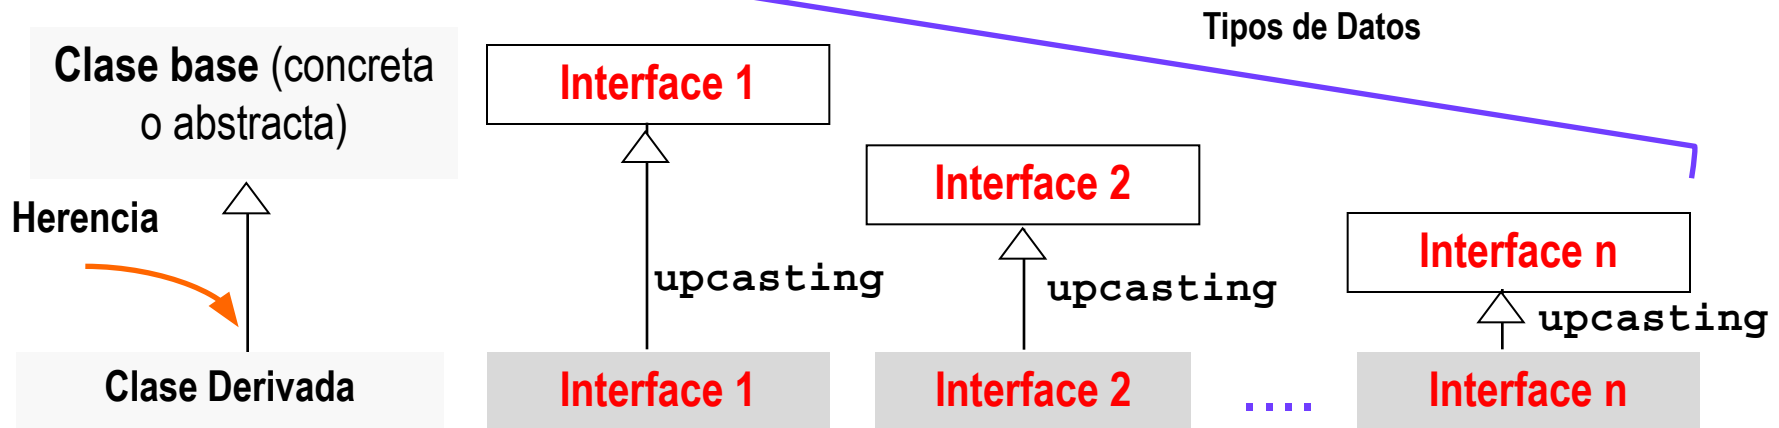 Tipos de Datos
Clase base (concreta
o abstracta)
Interface 1
Interface 2
Herencia
Interface n
upcasting
upcasting
upcasting
Clase Derivada
Interface 1
Interface 2
....
Interface n